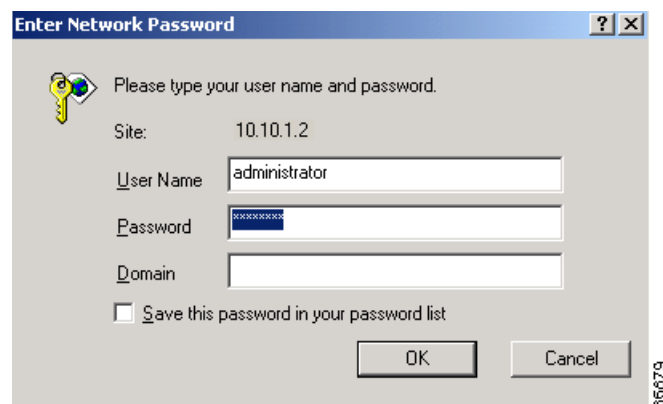 Enter Network Password
? X
Please type your user name and password.
Site: 10.10.1.2
User Name administrator
Password ********
Domain
Save this password in your password list
OK Cancel